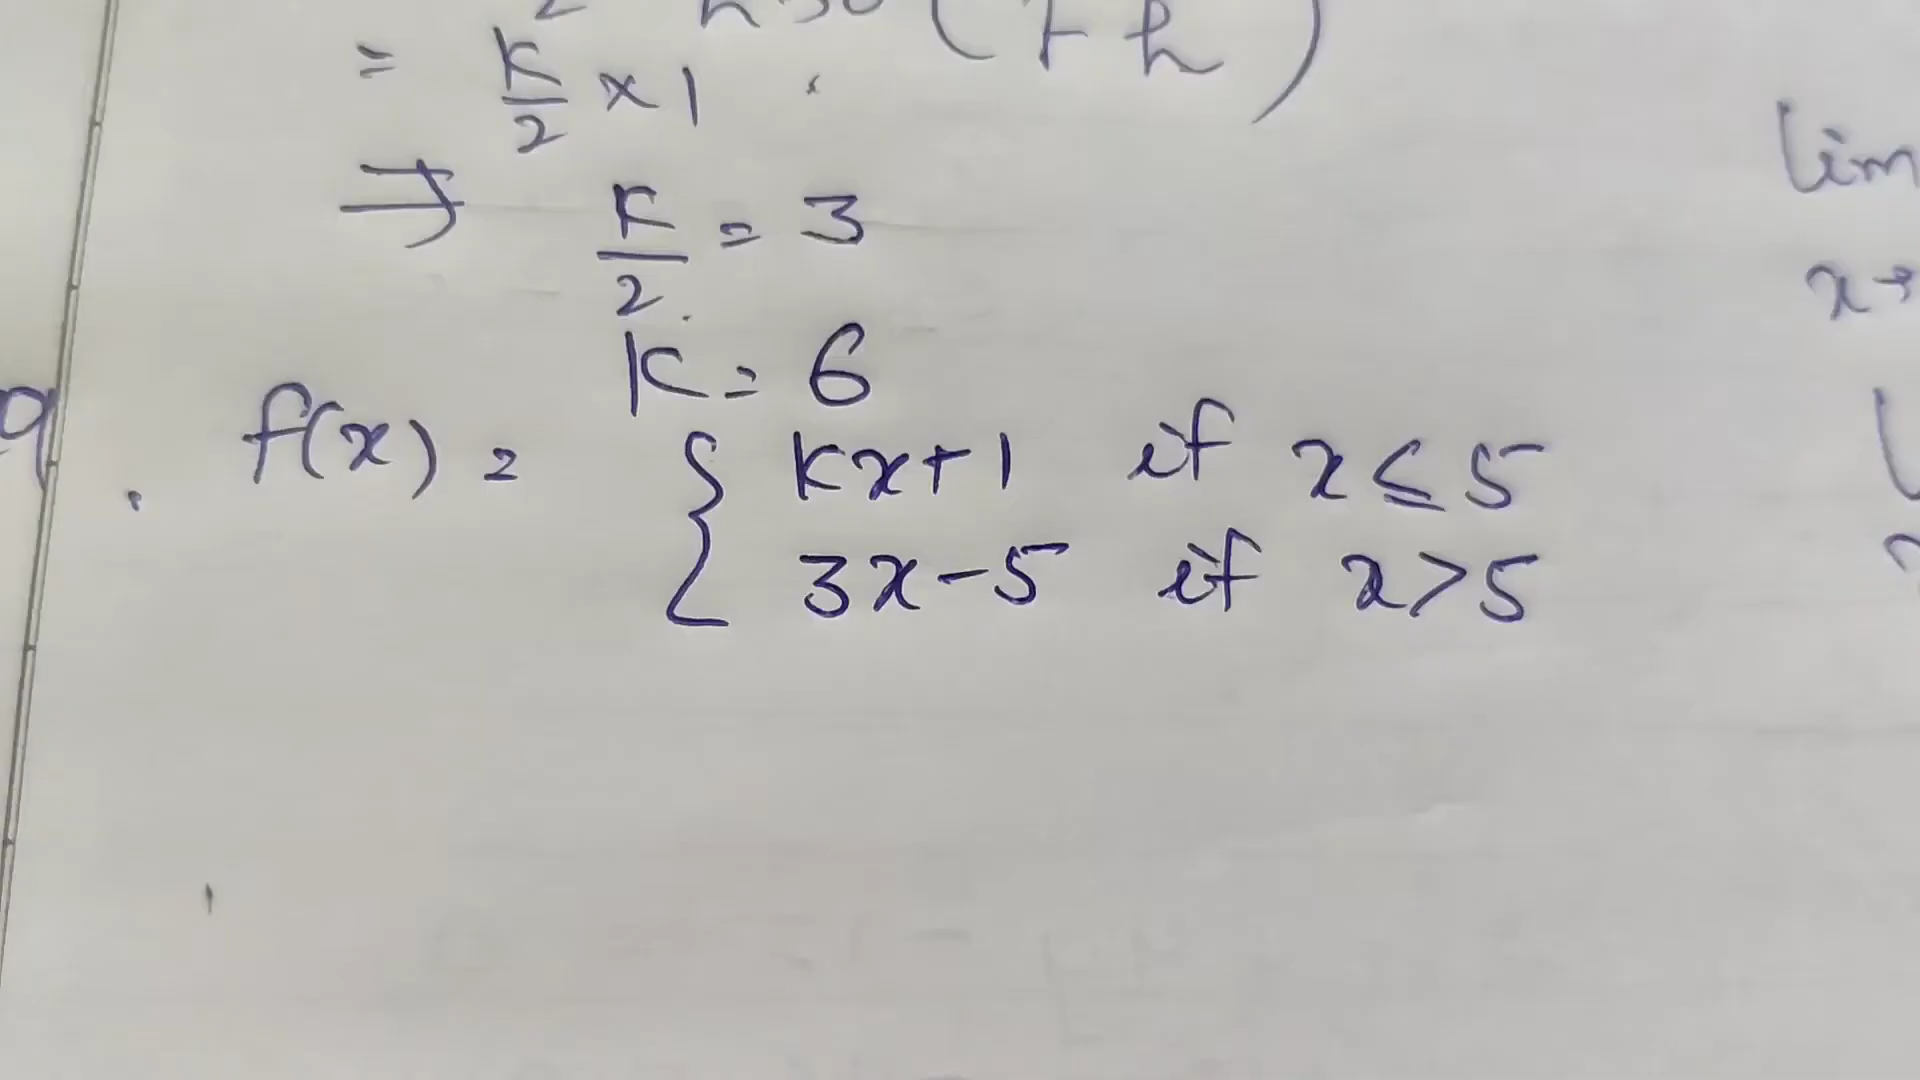 = K/2 × 1
⇒ K/2 = 3
K = 6
9. f(x) = { Kx+1 if x ≤ 5
3x-5 if x > 5
lim
x→